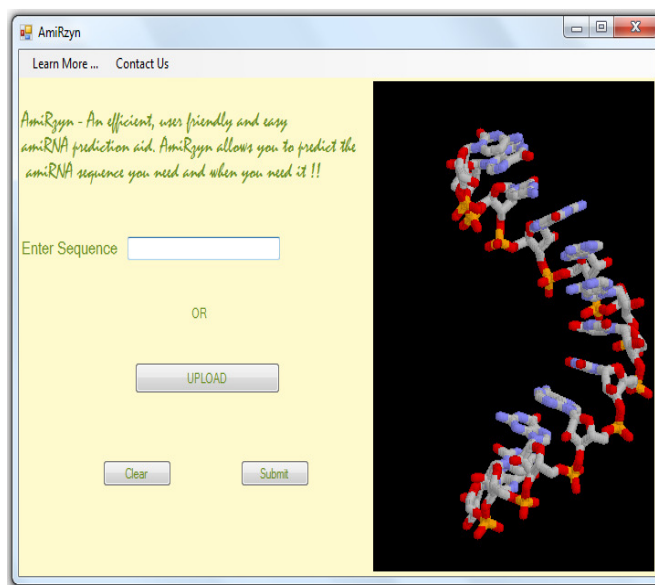 AmiRzyn
Learn More ... Contact Us
AmiRzyn - An efficient, user friendly and easy
amiRNA prediction aid. AmiRzyn allows you to predict the
amiRNA sequence you need and when you need it !!
Enter Sequence
OR
UPLOAD
Clear Submit